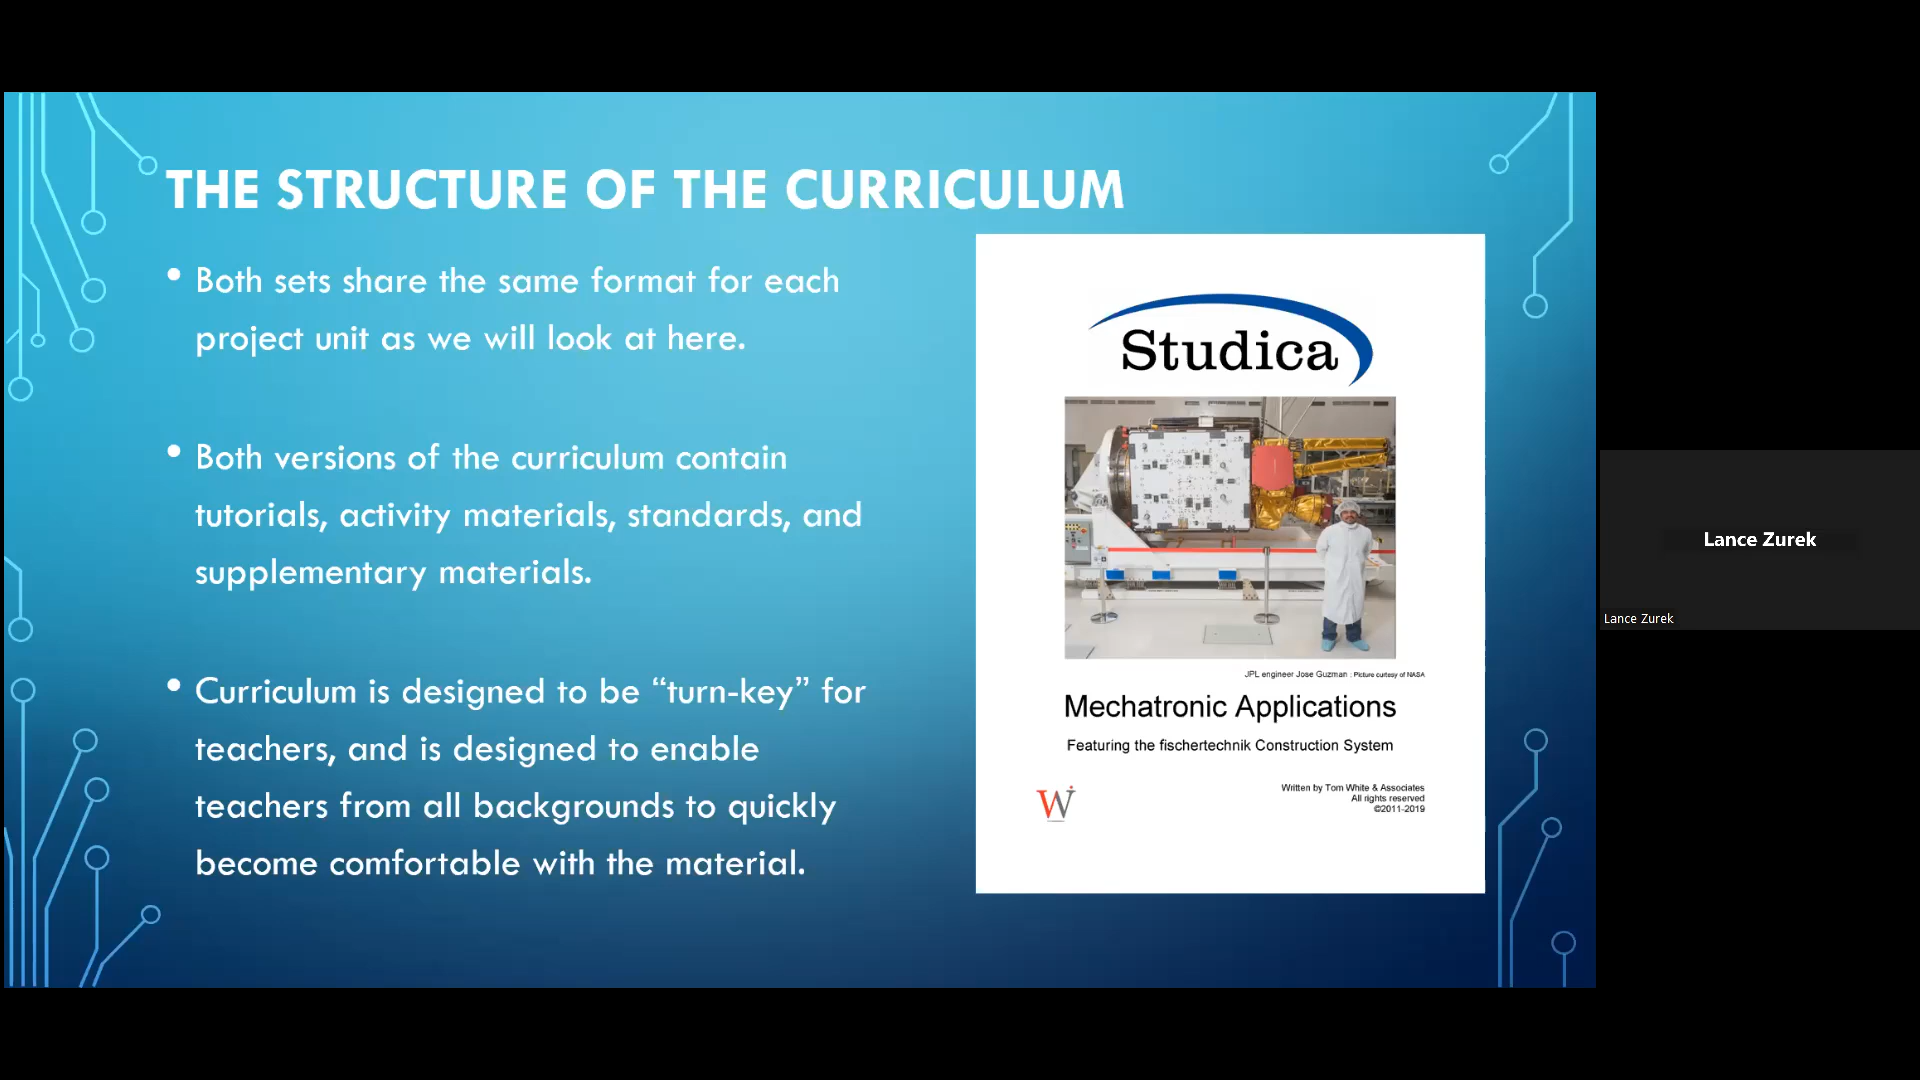 THE STRUCTURE OF THE CURRICULUM
• Both sets share the same format for each
project unit as we will look at here.
• Both versions of the curriculum contain
tutorials, activity materials, standards, and
supplementary materials.
• Curriculum is designed to be “turn-key” for
teachers, and is designed to enable
teachers from all backgrounds to quickly
become comfortable with the material.
Studica
JPL engineer Jose Guzman : Picture curtesy of NASA
Mechatronic Applications
Featuring the fischertechnik Construction System
W
Written by Tom White & Associates
All rights reserved
©2011-2019
Lance Zurek
Lance Zurek